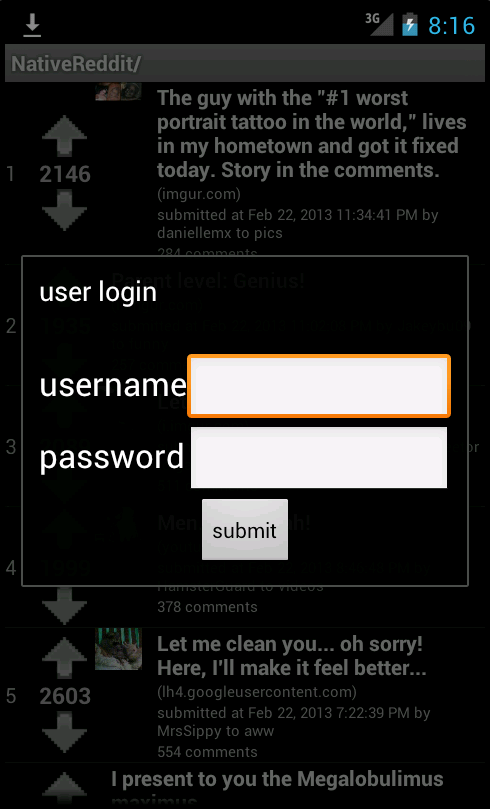 3G 8:16
NativeReddit/
The guy with the "#1 worst
portrait tattoo in the world," lives
in my hometown and got it fixed
today. Story in the comments.
1
2146
(imgur.com)
submitted at Feb 22, 2013 11:34:41 PM by
daniellemx to pics
284 comments
Parent level: Genius!
user login
2
username
3
password
submit
4
HamsterGuard to videos
378 comments
Let me clean you... oh sorry!
Here, I'll make it feel better...
5
2603
(lh4.googleusercontent.com)
submitted at Feb 22, 2013 7:22:39 PM by
MrsSippy to aww
554 comments
I present to you the Megalobulimus
maximus